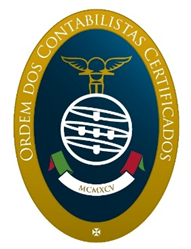 ORDEM DOS CONTABILISTAS CERTIFICADOS
MCMXCV